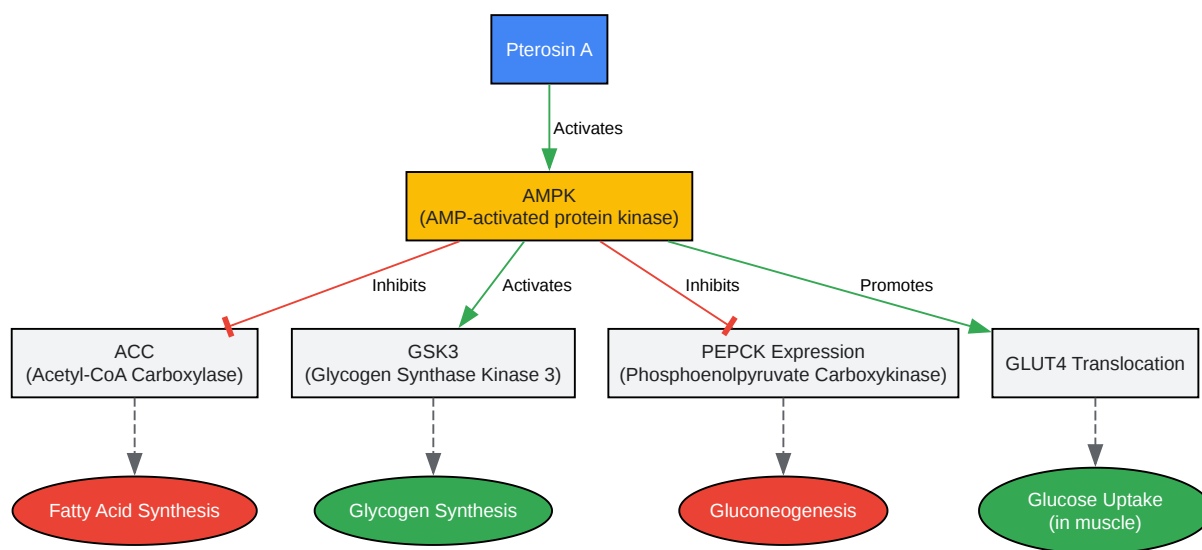 Pterosin A
Activates
AMPK
(AMP-activated protein kinase)
Inhibits
Activates
Inhibits
Promotes
ACC
(Acetyl-CoA Carboxylase)
GSK3
(Glycogen Synthase Kinase 3)
PEPCK Expression
(Phosphoenolpyruvate Carboxykinase)
GLUT4 Translocation
Fatty Acid Synthesis
Glycogen Synthesis
Gluconeogenesis
Glucose Uptake
(in muscle)